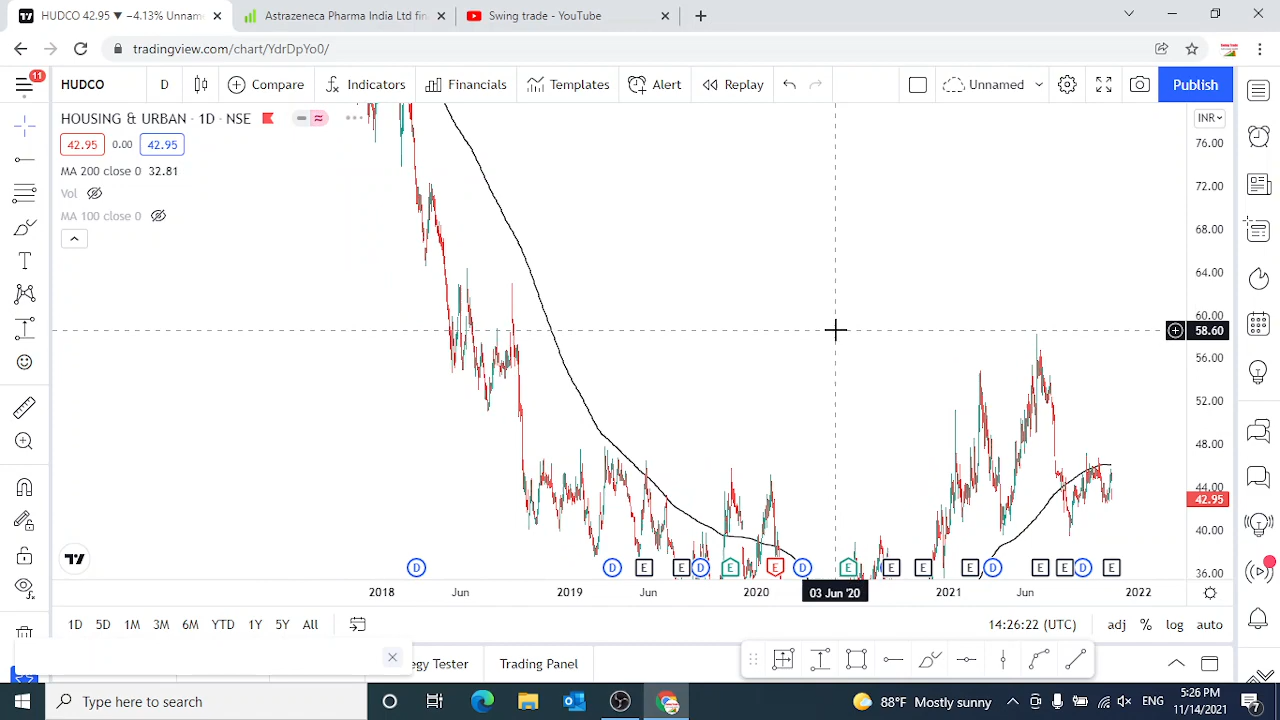 HUDCO 42.95 ▼ −4.13% Unnam
Astrazeneca Pharma India Ltd fin
Swing trade - YouTube
tradingview.com/chart/YdrDpYo0/
11
HUDCO
D
Compare
Indicators
Financials
Templates
Alert
Replay
Unnamed
Publish
HOUSING & URBAN · 1D · NSE
INR
42.95 0.00 42.95
MA 200 close 0 32.81
Vol
MA 100 close 0
76.00
72.00
68.00
64.00
60.00
58.60
56.00
52.00
48.00
44.00
42.95
40.00
36.00
D D E E D E E D E E E E D E E D E
2018 Jun 2019 Jun 2020 03 Jun '20 2021 Jun 2022
1D 5D 1M 3M 6M YTD 1Y 5Y All
14:26:22 (UTC) adj % log auto
egy Tester
Trading Panel
Type here to search
88°F Mostly sunny
ENG
5:26 PM
11/14/2021
7